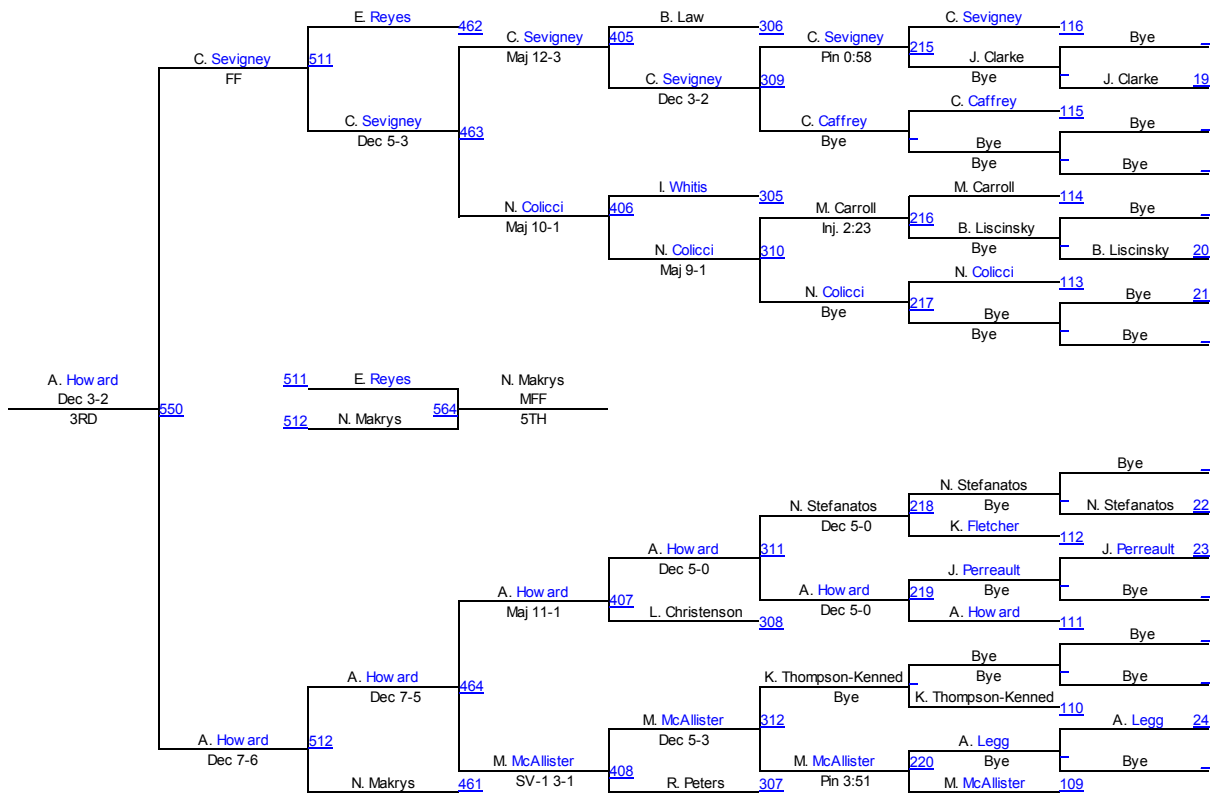 E. Reyes 462
B. Law 306
C. Sevigney 116
Bye
C. Sevigney 405
Maj 12-3
C. Sevigney 215
Pin 0:58
J. Clarke
Bye
J. Clarke 19
C. Sevigney 511
FF
C. Sevigney 309
Dec 3-2
C. Caffrey 115
Bye
C. Sevigney 463
Dec 5-3
C. Caffrey
Bye
Bye
Bye
Bye
I. Whitis 305
M. Carroll 114
N. Colicci 406
Maj 10-1
M. Carroll 216
Inj. 2:23
Bye
B. Liscinsky
Bye
B. Liscinsky 20
N. Colicci 310
Maj 9-1
N. Colicci 113
N. Colicci 217
Bye
Bye 21
Bye
Bye
Bye
A. Howard
Dec 3-2
3RD
550
511 E. Reyes
512 N. Makrys
564
N. Makrys
MFF
5TH
Bye
N. Stefanatos
Bye
N. Stefanatos 22
N. Stefanatos 218
Dec 5-0
K. Fletcher 112
A. Howard 311
Dec 5-0
J. Perreault 23
J. Perreault
Bye
Bye
A. Howard 407
Maj 11-1
A. Howard 219
Dec 5-0
L. Christenson 308
A. Howard 111
Bye
Bye
Bye
Bye
A. Howard 464
Dec 7-5
K. Thompson-Kenned
Bye
K. Thompson-Kenned 110
M. McAllister 312
Dec 5-3
A. Legg 24
A. Howard 512
Dec 7-6
A. Legg
Bye
Bye
M. McAllister 408
SV-1 3-1
M. McAllister 220
Pin 3:51
N. Makrys 461
R. Peters 307
M. McAllister 109